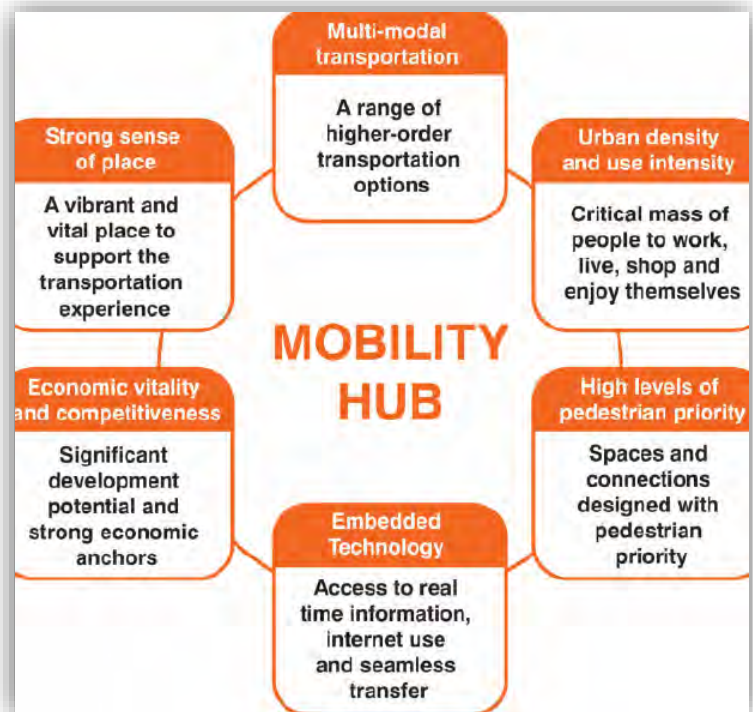 Multi-modal
transportation
A range of
higher-order
transportation
options
Strong sense
of place
A vibrant and
vital place to
support the
transportation
experience
Urban density
and use intensity
Critical mass of
people to work,
live, shop and
enjoy themselves
MOBILITY
HUB
Economic vitality
and competitiveness
Significant
development
potential and
strong economic
anchors
High levels of
pedestrian priority
Spaces and
connections
designed with
pedestrian
priority
Embedded
Technology
Access to real
time information,
internet use
and seamless
transfer